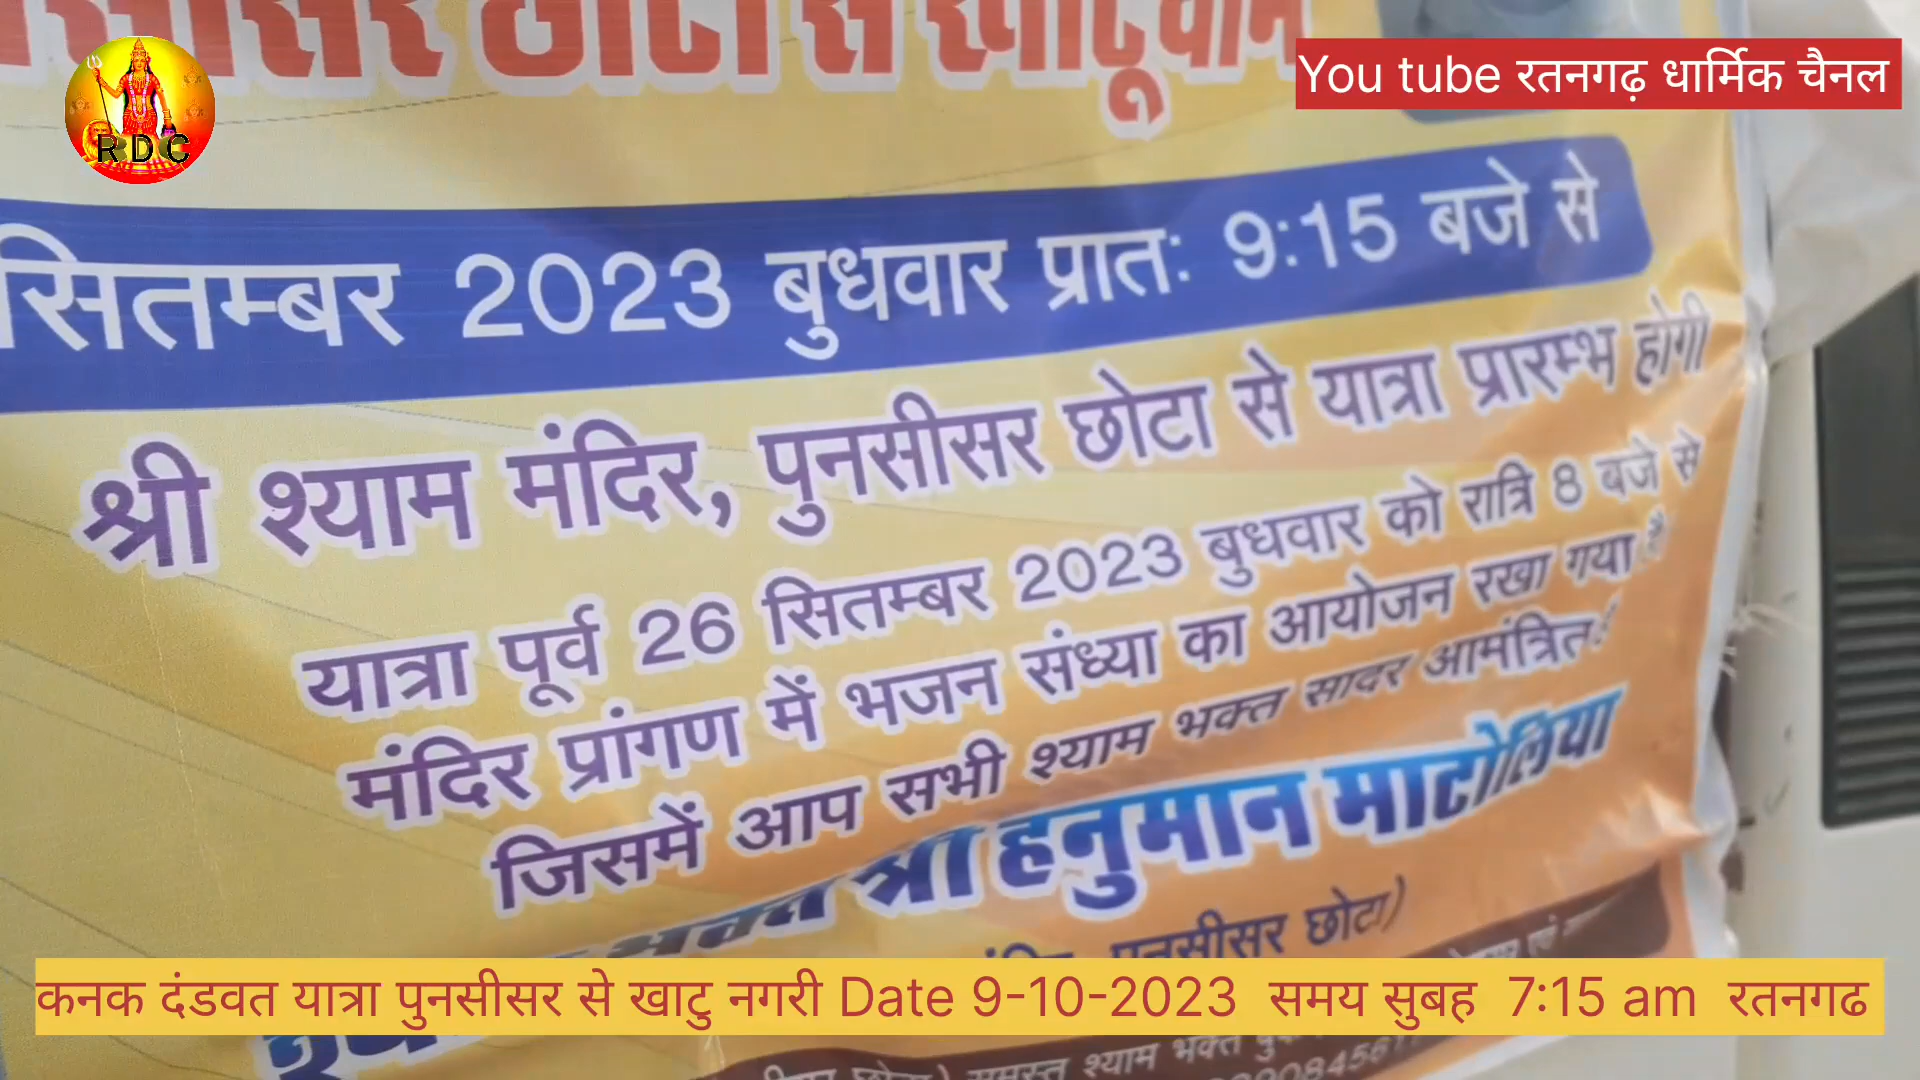 You tube रतनगढ़ धार्मिक चैनल
R D C
सितम्बर 2023 बुधवार प्रातः 9:15 बजे से
श्री श्याम मंदिर, पुनसीसर छोटा से यात्रा प्रारम्भ होगी
यात्रा पूर्व 26 सितम्बर 2023 बुधवार को रात्रि 8 बजे से
मंदिर प्रांगण में भजन संध्या का आयोजन रखा गया है
जिसमें आप सभी श्याम भक्त सादर आमंत्रित
भक्त श्री हनुमान माटोलिया
पुनसीसर छोटा)
कनक दंडवत यात्रा पुनसीसर से खाटु नगरी Date 9-10-2023 समय सुबह 7:15 am रतनगढ
समस्त श्याम भक्त